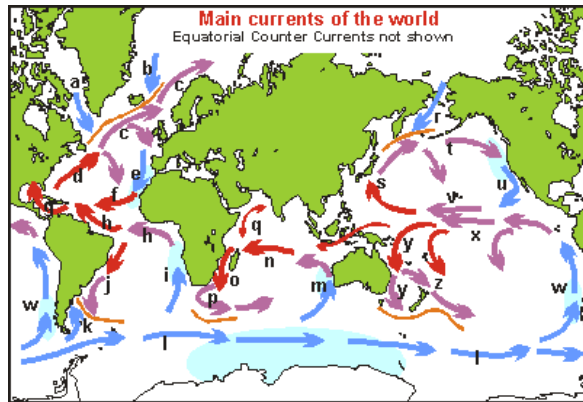 Main currents of the world
Equatorial Counter Currents not shown
a
b
c
c
r
t
d
e
s
u
f
g
v
h
h
q
x
y
n
i
o
m
z
w
j
p
y
w
k
l
l